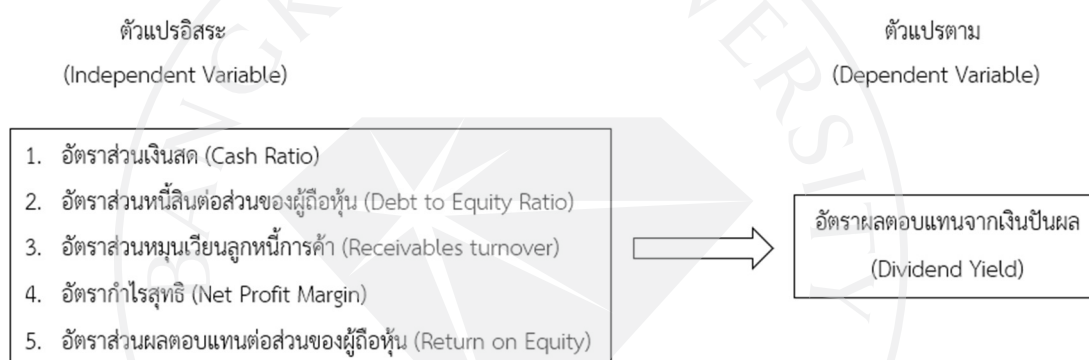 ตัวแปรอิสระ
(Independent Variable)
ตัวแปรตาม
(Dependent Variable)
1. อัตราส่วนเงินสด (Cash Ratio)
2. อัตราส่วนหนี้สินต่อส่วนของผู้ถือหุ้น (Debt to Equity Ratio)
3. อัตราส่วนหมุนเวียนลูกหนี้การค้า (Receivables turnover)
4. อัตรากำไรสุทธิ (Net Profit Margin)
5. อัตราส่วนผลตอบแทนต่อส่วนของผู้ถือหุ้น (Return on Equity)
อัตราผลตอบแทนจากเงินปันผล
(Dividend Yield)
BANGK
VERSITY